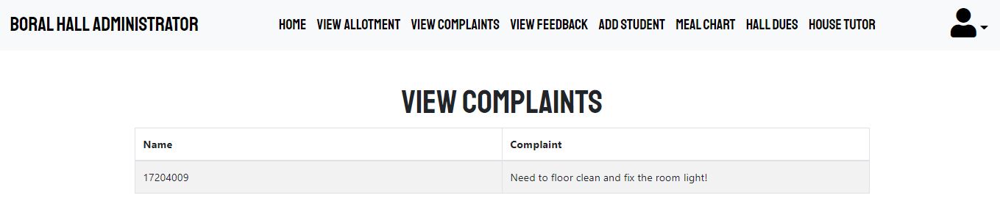 BORAL HALL ADMINISTRATOR HOME VIEW ALLOTMENT VIEW COMPLAINTS VIEW FEEDBACK ADD STUDENT MEAL CHART HALL DUES HOUSE TUTOR
VIEW COMPLAINTS
Name Complaint
17204009 Need to floor clean and fix the room light!